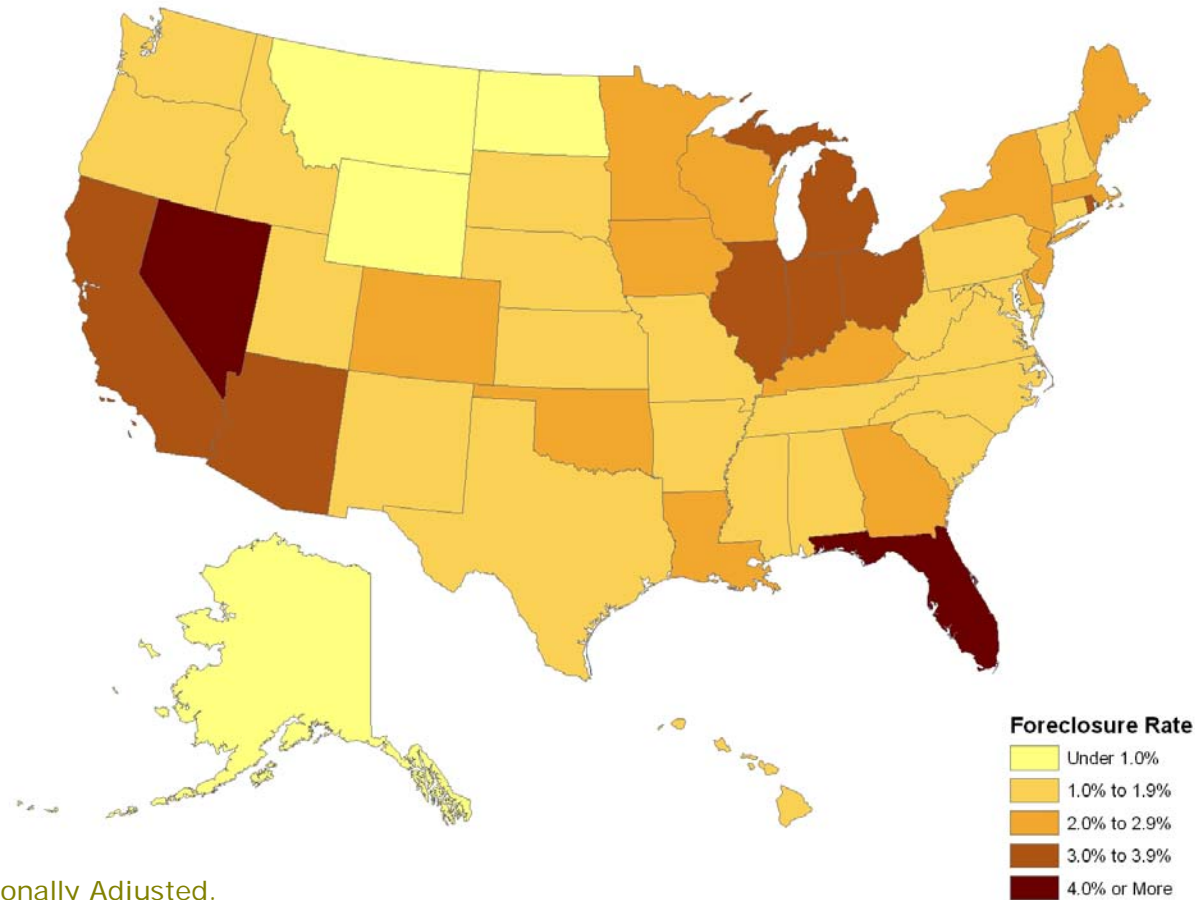 Foreclosure Rate
Under 1.0%
1.0% to 1.9%
2.0% to 2.9%
3.0% to 3.9%
4.0% or More
onally Adjusted.